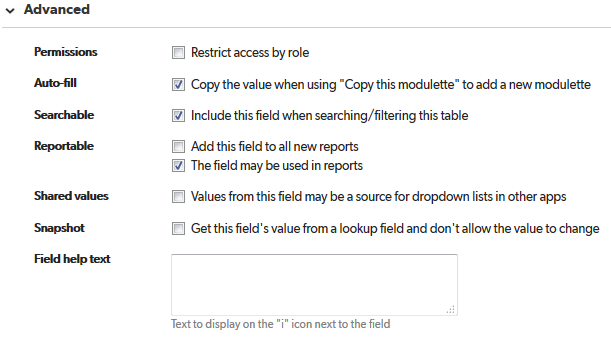 Advanced
Permissions Restrict access by role
Auto-fill Copy the value when using "Copy this modulette" to add a new modulette
Searchable Include this field when searching/filtering this table
Reportable Add this field to all new reports
The field may be used in reports
Shared values Values from this field may be a source for dropdown lists in other apps
Snapshot Get this field's value from a lookup field and don't allow the value to change
Field help text
Text to display on the "i" icon next to the field